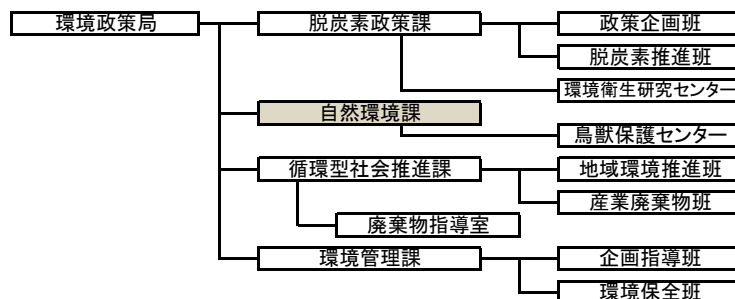 環境政策局
脱炭素政策課
政策企画班
脱炭素推進班
環境衛生研究センター
自然環境課
鳥獣保護センター
循環型社会推進課
地域環境推進班
産業廃棄物班
廃棄物指導室
環境管理課
企画指導班
環境保全班